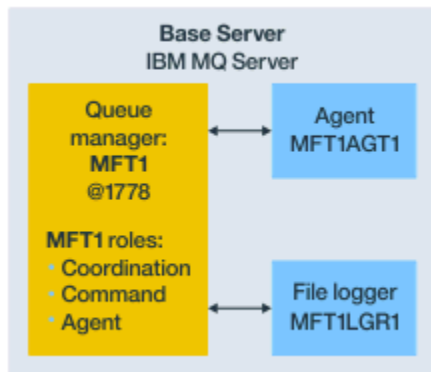 Base Server
IBM MQ Server
Queue
manager:
MFT1
@1778
MFT1 roles:
• Coordination
• Command
• Agent
Agent
MFT1AGT1
File logger
MFT1LGR1